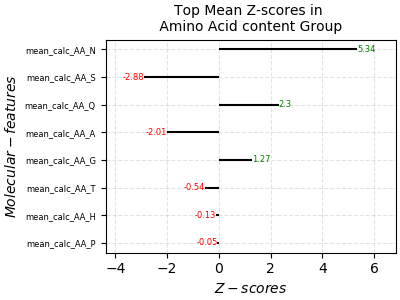 Top Mean Z-scores in
Amino Acid content Group
mean_calc_AA_N
5.34
mean_calc_AA_S
-2.88
mean_calc_AA_Q
2.3
mean_calc_AA_A
-2.01
mean_calc_AA_G
1.27
mean_calc_AA_T
-0.54
mean_calc_AA_H
-0.13
mean_calc_AA_P
-0.05
Molecular − features
−4 −2 0 2 4 6
Z − scores